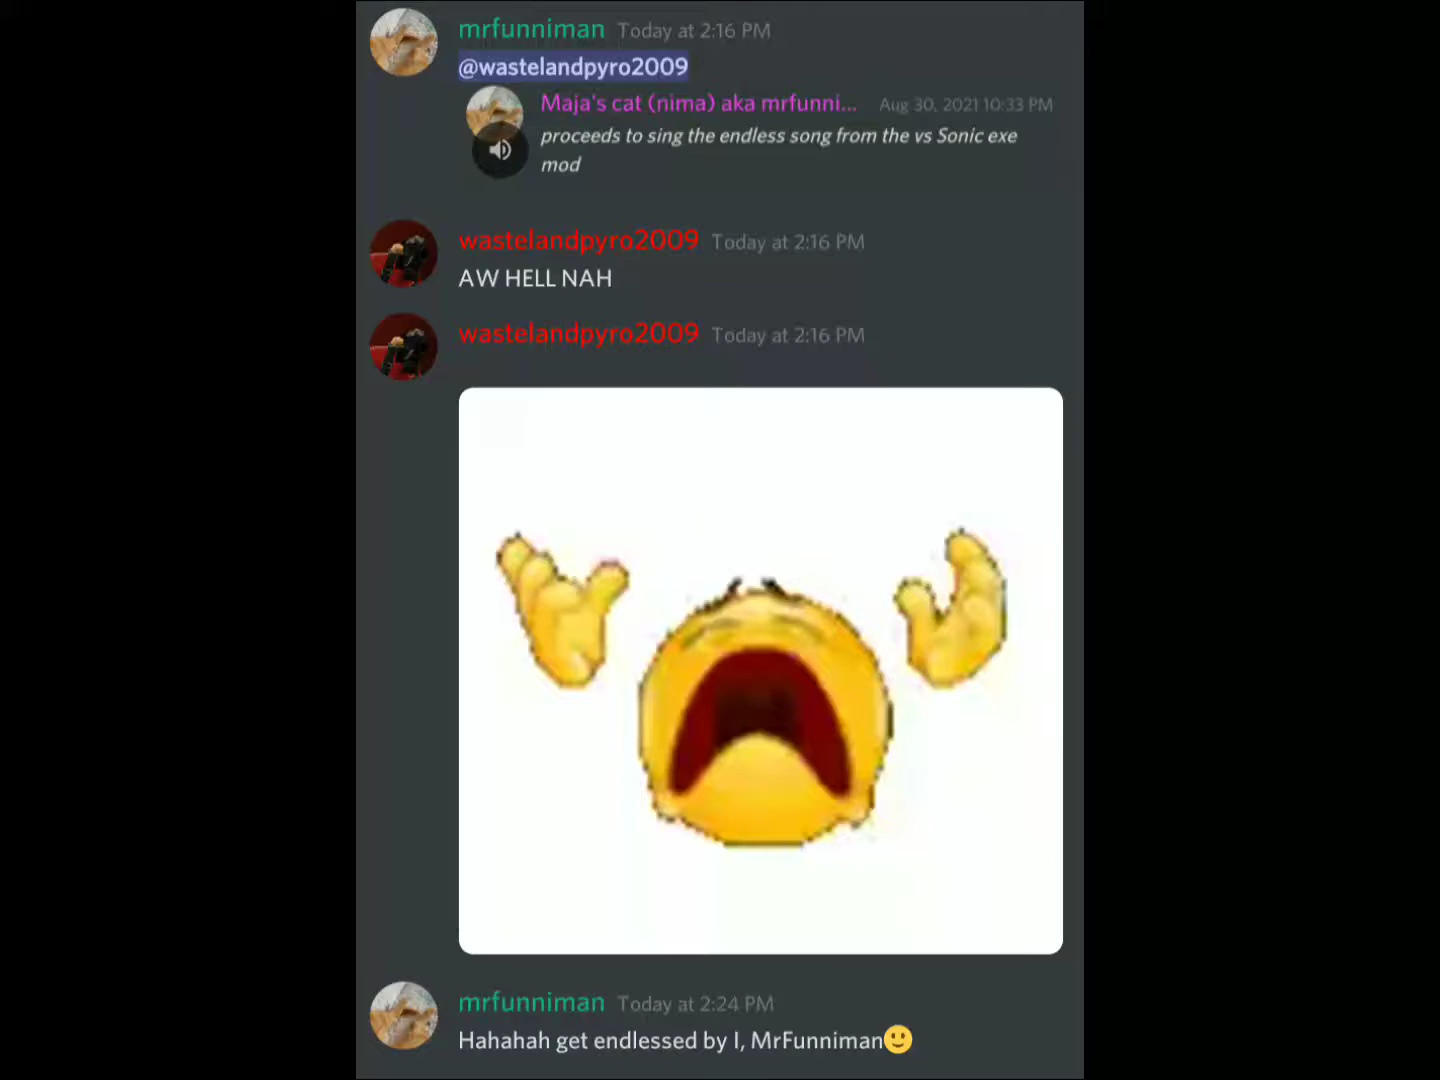 mrfunniman Today at 2:16 PM
@wastelandpyro2009
Maja's cat (nima) aka mrfunni... Aug 30, 2021 10:33 PM
proceeds to sing the endless song from the vs Sonic exe
mod
wastelandpyro2009 Today at 2:16 PM
AW HELL NAH
wastelandpyro2009 Today at 2:16 PM
mrfunniman Today at 2:24 PM
Hahahah get endlessed by I, MrFunniman🙂